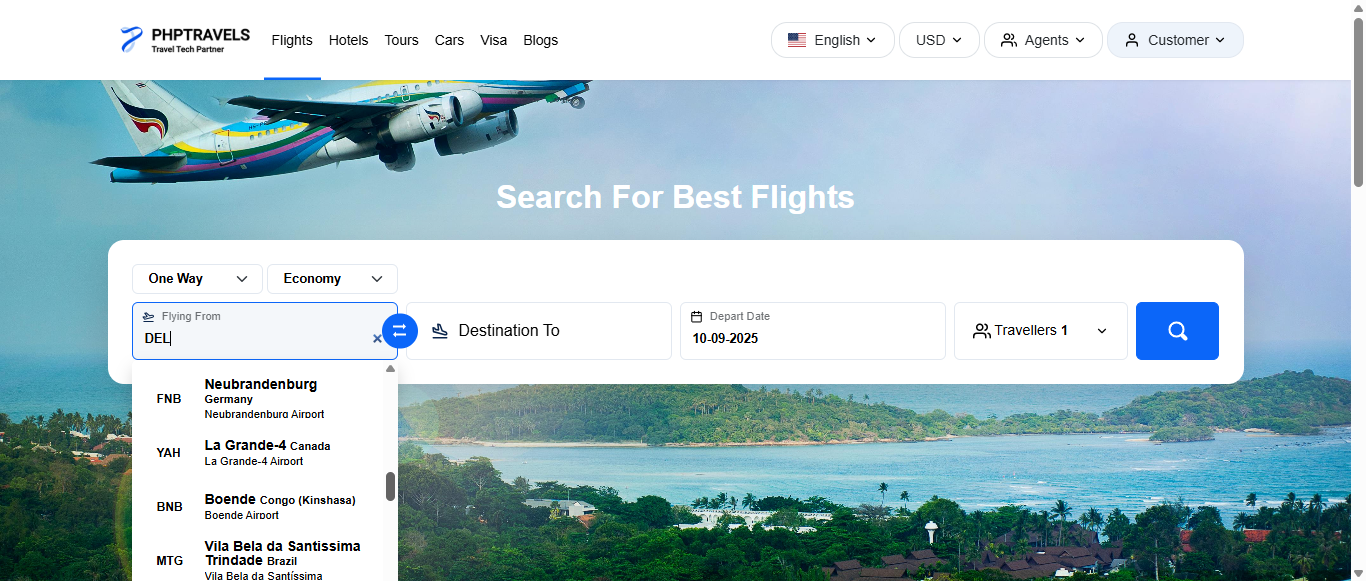 PHPTRAVELS
Travel Tech Partner
Flights Hotels Tours Cars Visa Blogs
English USD Agents Customer
Search For Best Flights
One Way Economy
Flying From
DEL
Destination To
Depart Date
10-09-2025
Travellers 1
FNB
Neubrandenburg
Germany
Neubrandenburg Airport
YAH
La Grande-4 Canada
La Grande-4 Airport
BNB
Boende Congo (Kinshasa)
Boende Airport
MTG
Vila Bela da Santissima
Trindade Brazil
Vila Bela da Santíssima